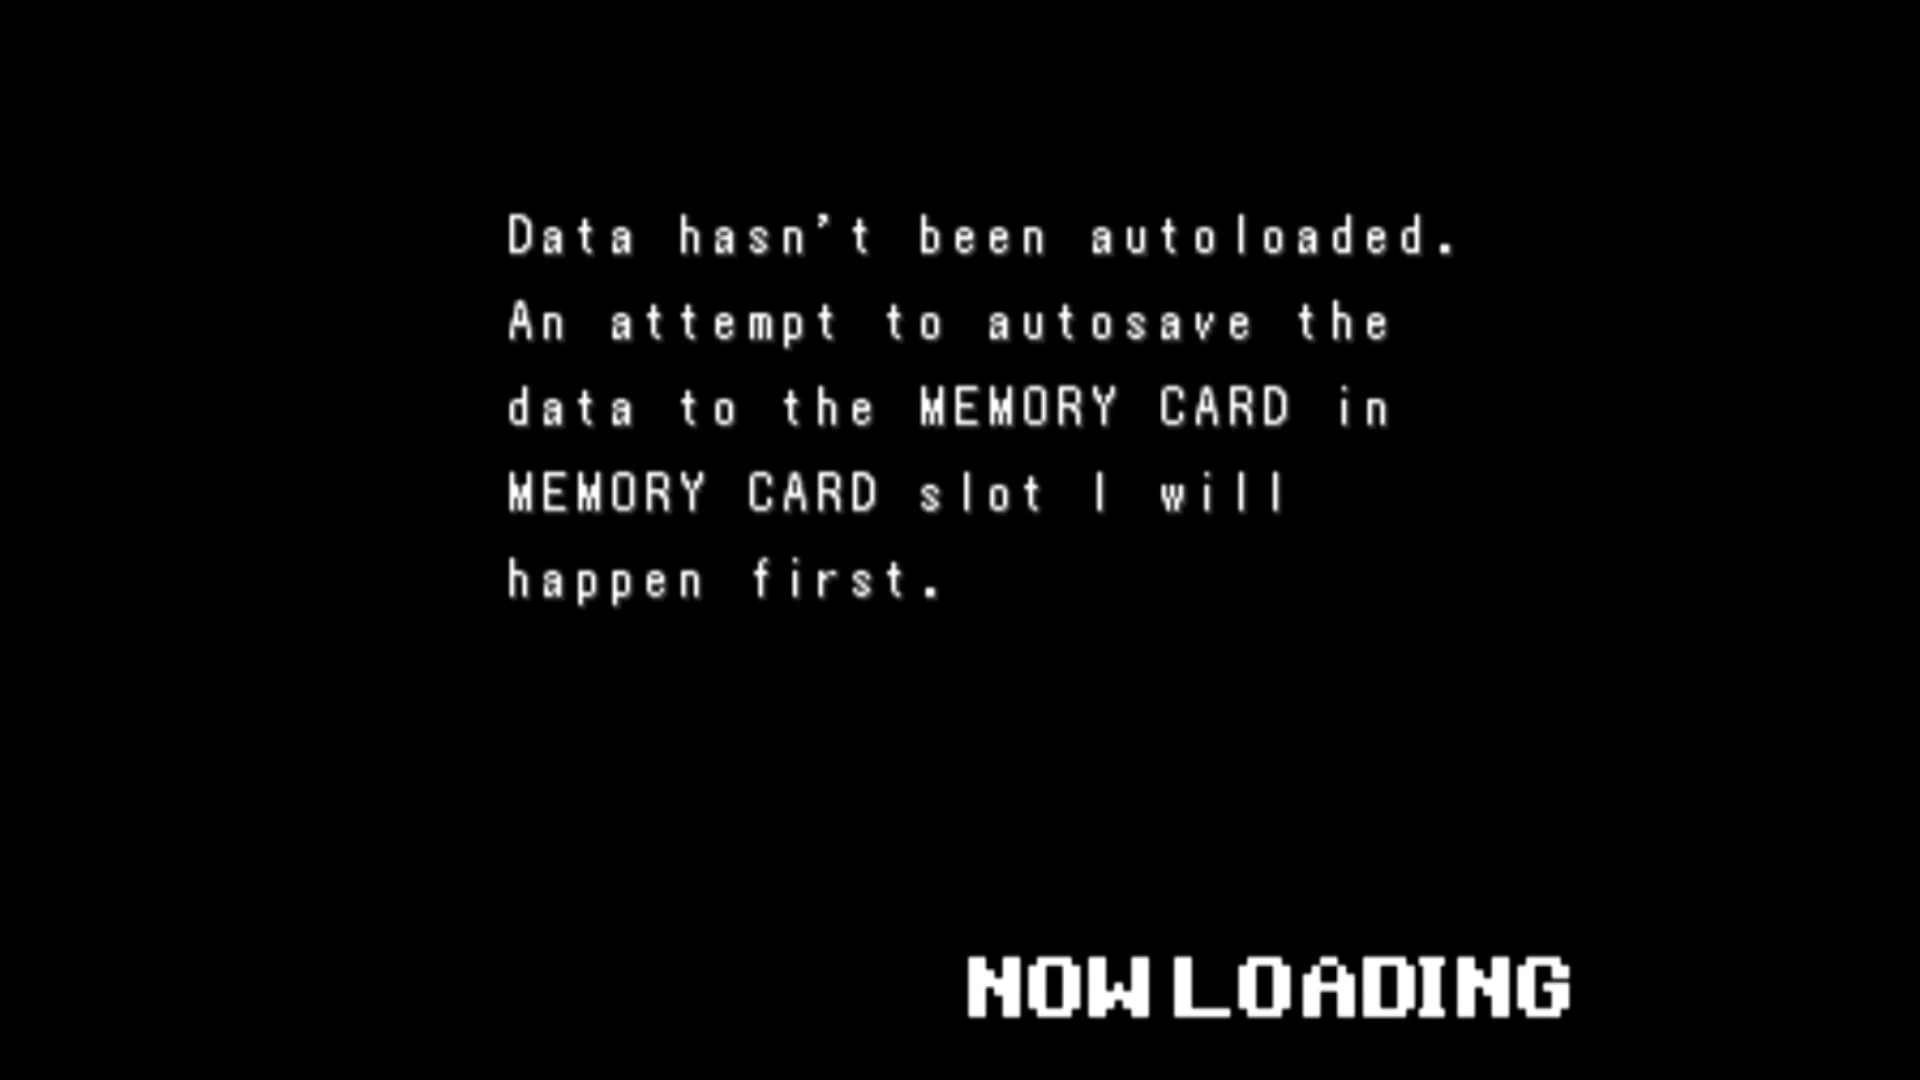 Data hasn't been autoloaded.
An attempt to autosave the
data to the MEMORY CARD in
MEMORY CARD slot 1 will
happen first.
NOW LOADING